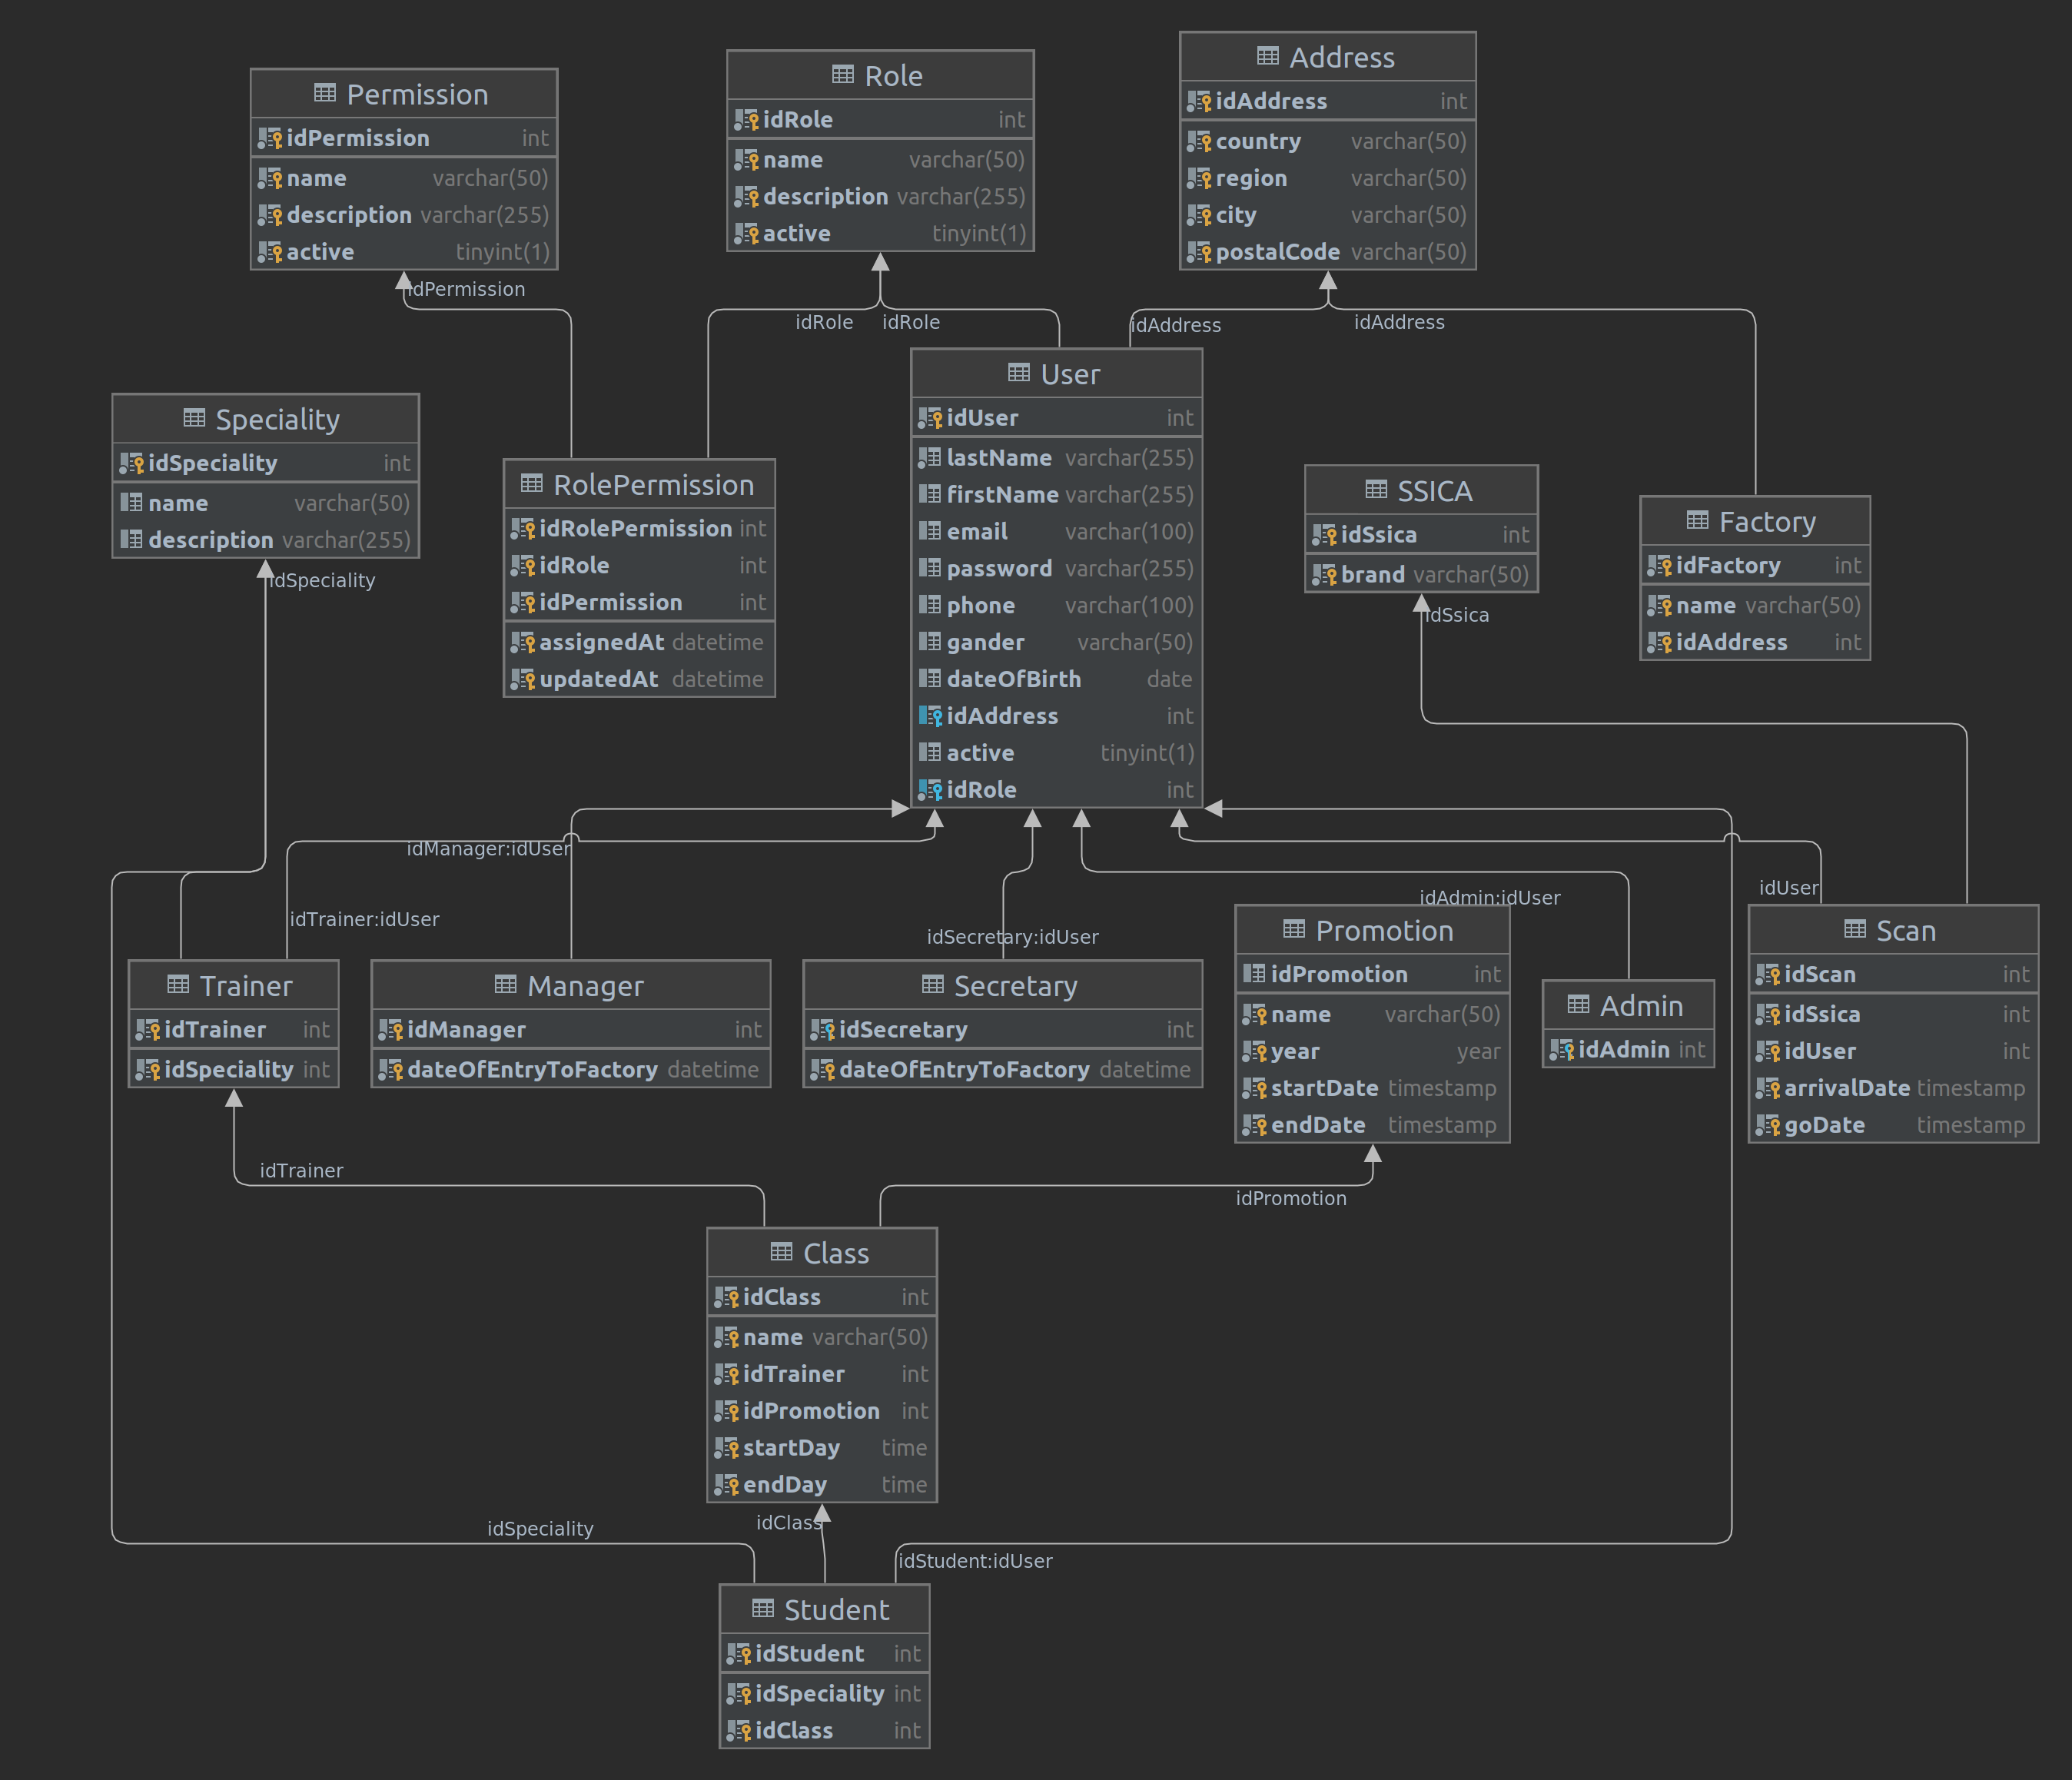 Permission
idPermission int
name varchar(50)
description varchar(255)
active tinyint(1)
Role
idRole int
name varchar(50)
description varchar(255)
active tinyint(1)
Address
idAddress int
country varchar(50)
region varchar(50)
city varchar(50)
postalCode varchar(50)
idPermission
idRole
idRole
idAddress
idAddress
Speciality
idSpeciality int
name varchar(50)
description varchar(255)
RolePermission
idRolePermission int
idRole int
idPermission int
assignedAt datetime
updatedAt datetime
User
idUser int
lastName varchar(255)
firstName varchar(255)
email varchar(100)
password varchar(255)
phone varchar(100)
gander varchar(50)
dateOfBirth date
idAddress int
active tinyint(1)
idRole int
SSICA
idSsica int
brand varchar(50)
Factory
idFactory int
name varchar(50)
idAddress int
idSpeciality
idSsica
idManager:idUser
idTrainer:idUser
idSecretary:idUser
idAdmin:idUser
idUser
Trainer
idTrainer int
idSpeciality int
Manager
idManager int
dateOfEntryToFactory datetime
Secretary
idSecretary int
dateOfEntryToFactory datetime
Promotion
idPromotion int
name varchar(50)
year year
startDate timestamp
endDate timestamp
Admin
idAdmin int
Scan
idScan int
idSsica int
idUser int
arrivalDate timestamp
goDate timestamp
idTrainer
idPromotion
Class
idClass int
name varchar(50)
idTrainer int
idPromotion int
startDay time
endDay time
idSpeciality
idClass
idStudent:idUser
Student
idStudent int
idSpeciality int
idClass int